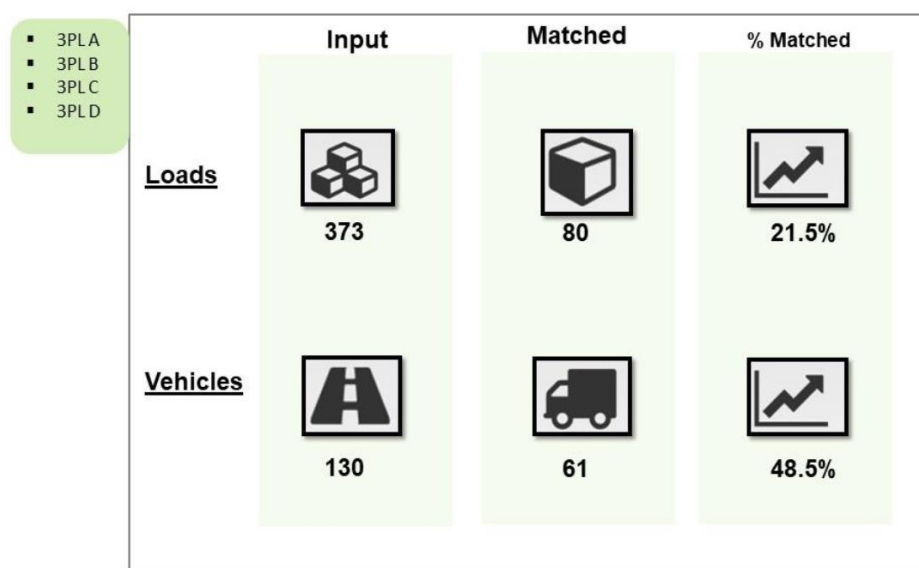 ▪ 3PL A
▪ 3PL B
▪ 3PL C
▪ 3PL D
Input Matched % Matched
Loads
373 80 21.5%
Vehicles
130 61 48.5%